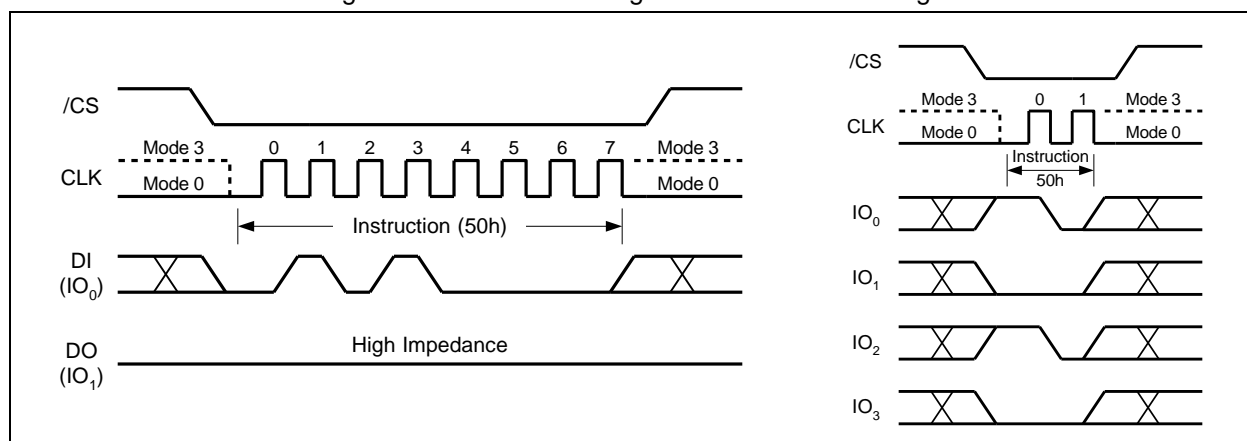 /CS
Mode 3 0 1 2 3 4 5 6 7 Mode 3
CLK
Mode 0 Mode 0
Instruction (50h)
DI
(IO0)
High Impedance
DO
(IO1)
/CS
Mode 3 0 1 Mode 3
CLK
Mode 0 Mode 0
Instruction
50h
IO0
IO1
IO2
IO3